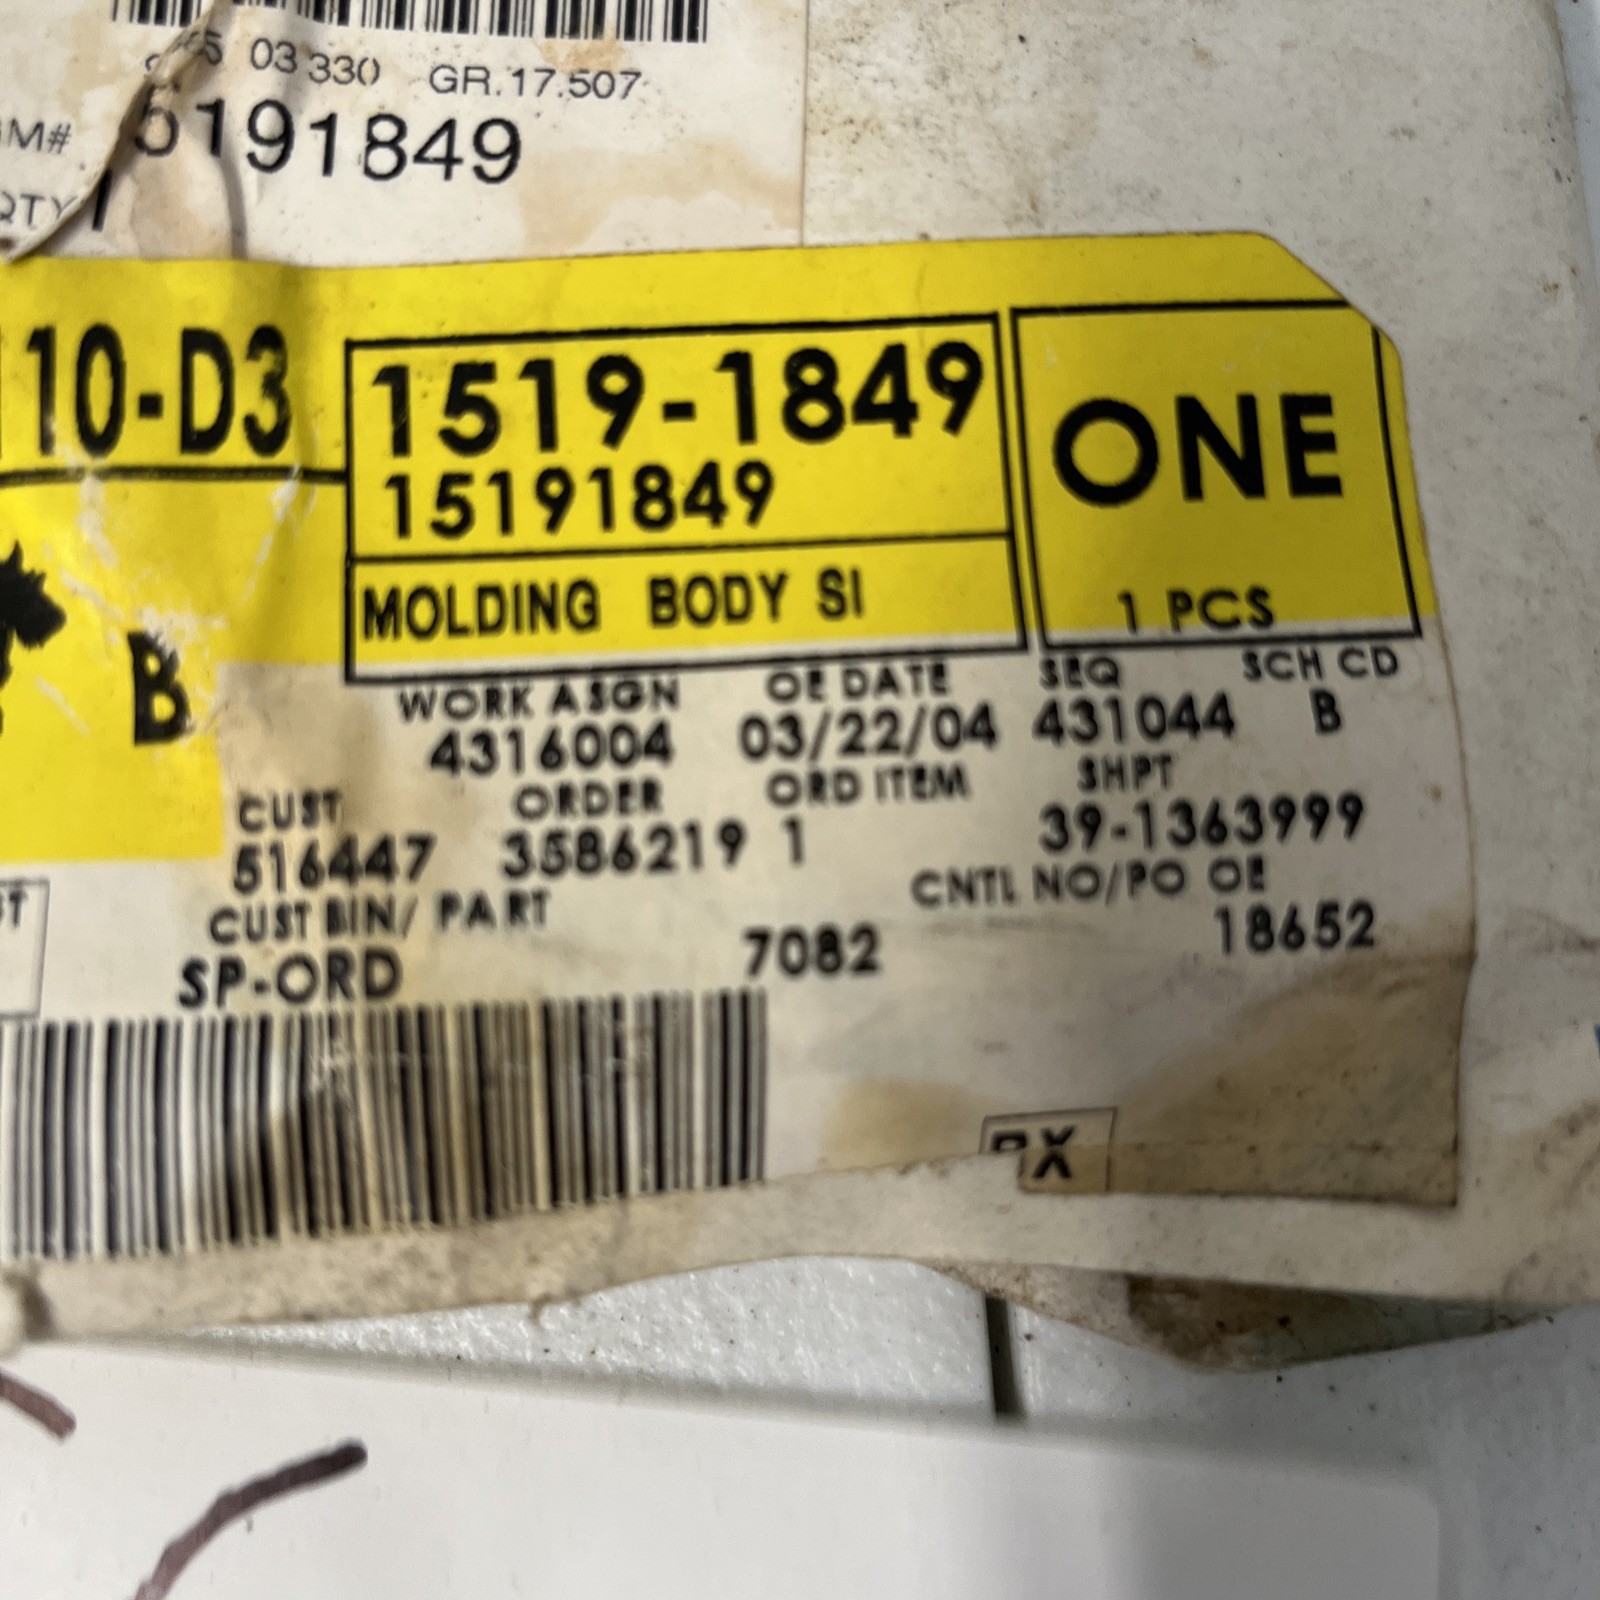 03 330 GR.17.507
5191849
QTY 1
10-D3
1519-1849
15191849
ONE
MOLDING BODY SI
1 PCS
B
WORK ASGN OE DATE SEQ SCH CD
4316004 03/22/04 431044 B
CUST ORDER ORD ITEM SHPT
516447 3586219 1 39-1363999
CUST BIN/ PART CNTL NO/PO OE
SP-ORD 7082 18652